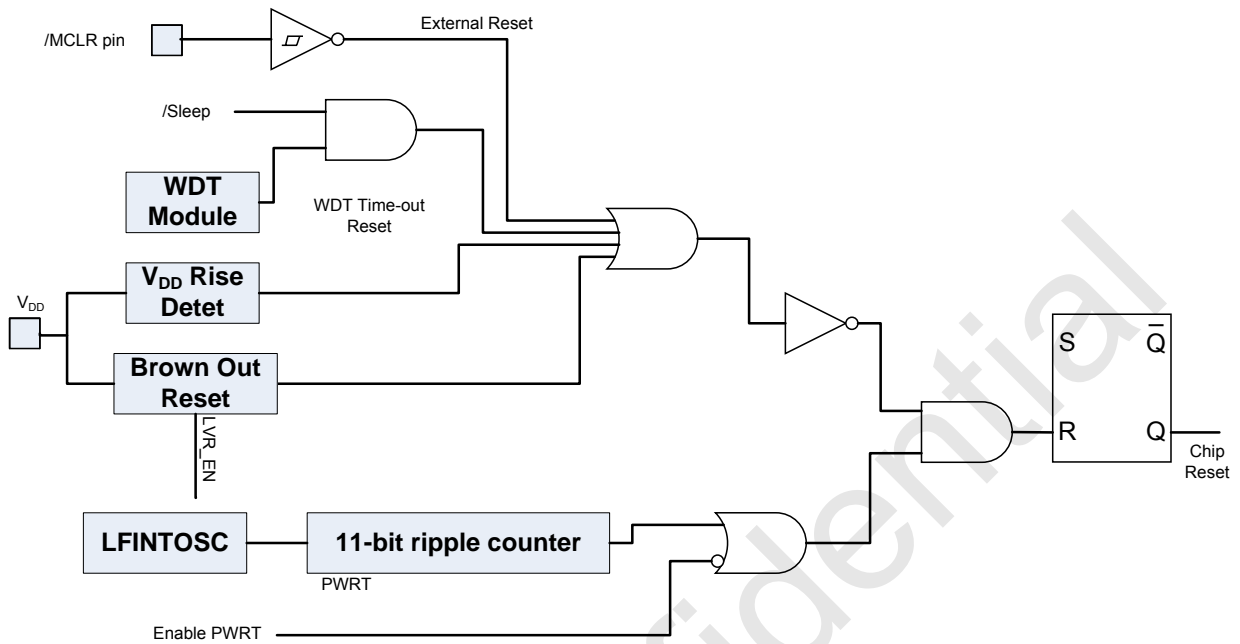 /MCLR pin
External Reset
/Sleep
WDT
Module
WDT Time-out
Reset
VDD
VDD Rise
Detet
Brown Out
Reset
LVR_EN
S
Q̅
R
Q
Chip
Reset
LFINTOSC
11-bit ripple counter
PWRT
Enable PWRT